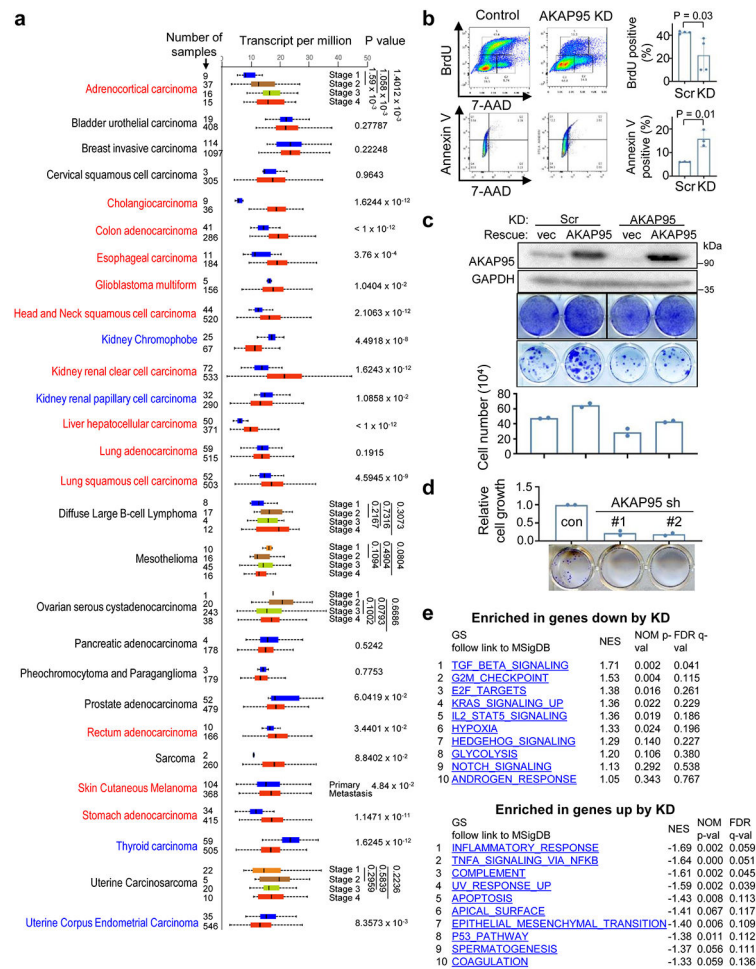 a
Number of samples
Transcript per million
P value
0 10 20 30 40 50
9
37
16
15
Adrenocortical carcinoma
Stage 1
Stage 2
Stage 3
Stage 4
1.59 x 10-3
1.058 x 10-3
1.4012 x 10-3
19
408
Bladder urothelial carcinoma
0.27787
114
1097
Breast invasive carcinoma
0.22248
3
305
Cervical squamous cell carcinoma
0.9643
9
36
Cholangiocarcinoma
1.6244 x 10-12
41
286
Colon adenocarcinoma
< 1 x 10-12
11
184
Esophageal carcinoma
3.76 x 10-4
5
156
Glioblastoma multiform
1.0404 x 10-2
44
520
Head and Neck squamous cell carcinoma
2.1063 x 10-12
25
67
Kidney Chromophobe
4.4918 x 10-8
72
533
Kidney renal clear cell carcinoma
1.6243 x 10-12
32
290
Kidney renal papillary cell carcinoma
1.0858 x 10-2
50
371
Liver hepatocellular carcinoma
< 1 x 10-12
59
515
Lung adenocarcinoma
0.1915
52
503
Lung squamous cell carcinoma
4.5945 x 10-9
8
17
4
12
Diffuse Large B-cell Lymphoma
Stage 1
Stage 2
Stage 3
Stage 4
0.2167
0.7316
0.3073
10
16
45
16
Mesothelioma
Stage 1
Stage 2
Stage 3
Stage 4
0.1094
0.4904
0.0804
1
20
243
38
Ovarian serous cystadenocarcinoma
Stage 1
Stage 2
Stage 3
Stage 4
0.1002
0.0793
0.6686
4
178
Pancreatic adenocarcinoma
0.5242
3
179
Pheochromocytoma and Paraganglioma
0.7753
52
479
Prostate adenocarcinoma
6.0419 x 10-2
10
166
Rectum adenocarcinoma
3.4401 x 10-2
2
260
Sarcoma
8.8402 x 10-2
104
368
Skin Cutaneous Melanoma
Primary
Metastasis
4.84 x 10-2
34
415
Stomach adenocarcinoma
1.1471 x 10-11
59
505
Thyroid carcinoma
1.6245 x 10-12
22
5
20
10
Uterine Carcinosarcoma
Stage 1
Stage 2
Stage 3
Stage 4
0.2959
0.5839
0.2236
35
546
Uterine Corpus Endometrial Carcinoma
8.3573 x 10-3
b
Control
AKAP95 KD
BrdU
7-AAD
7-AAD
P = 0.03
BrdU positive (%)
40
20
0
Scr KD
Annexin V
7-AAD
7-AAD
P = 0.01
Annexin V positive (%)
20
10
0
Scr KD
c
KD: Scr AKAP95
Rescue: vec AKAP95 vec AKAP95
kDa
AKAP95
90
GAPDH
35
Cell number (104)
80
60
40
20
0
d
Relative cell growth
1.5
1.0
0.5
0.0
AKAP95 sh
con #1 #2
e
Enriched in genes down by KD
GS follow link to MSigDB NES NOM p-val FDR q-val
1 TGF_BETA_SIGNALING 1.71 0.002 0.041
2 G2M_CHECKPOINT 1.53 0.004 0.115
3 E2F_TARGETS 1.38 0.016 0.261
4 KRAS_SIGNALING_UP 1.36 0.022 0.229
5 IL2_STAT5_SIGNALING 1.36 0.019 0.186
6 HYPOXIA 1.33 0.024 0.196
7 HEDGEHOG_SIGNALING 1.29 0.140 0.227
8 GLYCOLYSIS 1.20 0.106 0.380
9 NOTCH_SIGNALING 1.13 0.292 0.538
10 ANDROGEN_RESPONSE 1.05 0.343 0.767
Enriched in genes up by KD
GS follow link to MSigDB NES NOM p-val FDR q-val
1 INFLAMMATORY_RESPONSE -1.69 0.002 0.059
2 TNFA_SIGNALING_VIA_NFKB -1.64 0.000 0.051
3 COMPLEMENT -1.61 0.002 0.045
4 UV_RESPONSE_UP -1.59 0.002 0.039
5 APOPTOSIS -1.43 0.008 0.113
6 APICAL_SURFACE -1.41 0.067 0.117
7 EPITHELIAL_MESENCHYMAL_TRANSITION -1.40 0.006 0.109
8 P53_PATHWAY -1.38 0.011 0.112
9 SPERMATOGENESIS -1.37 0.056 0.111
10 COAGULATION -1.33 0.059 0.136